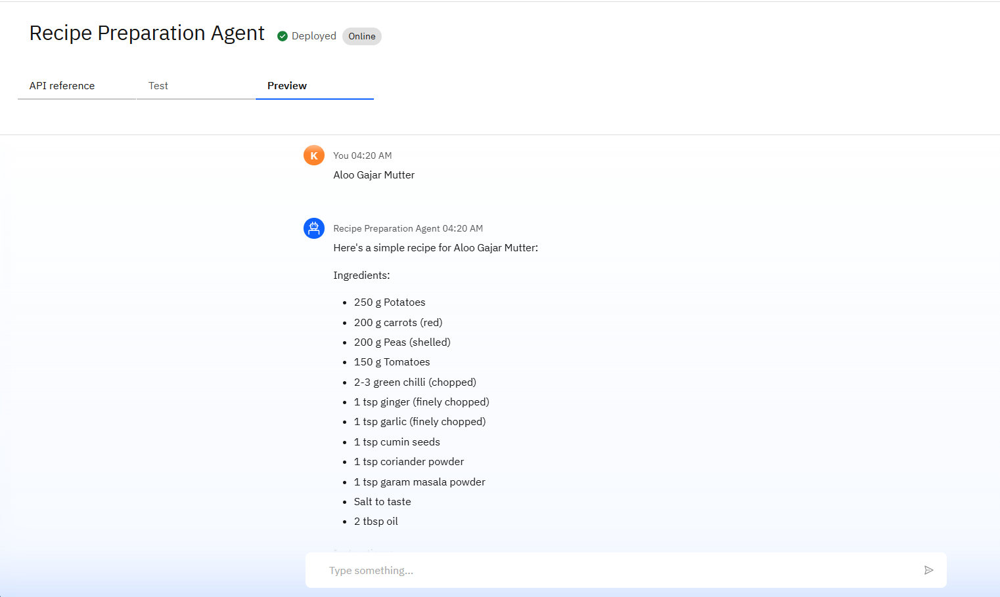 Recipe Preparation Agent
Deployed
Online
API reference
Test
Preview
K
You 04:20 AM
Aloo Gajar Mutter
Recipe Preparation Agent 04:20 AM
Here's a simple recipe for Aloo Gajar Mutter:
Ingredients:
• 250 g Potatoes
• 200 g carrots (red)
• 200 g Peas (shelled)
• 150 g Tomatoes
• 2-3 green chilli (chopped)
• 1 tsp ginger (finely chopped)
• 1 tsp garlic (finely chopped)
• 1 tsp cumin seeds
• 1 tsp coriander powder
• 1 tsp garam masala powder
• Salt to taste
• 2 tbsp oil
Type something...